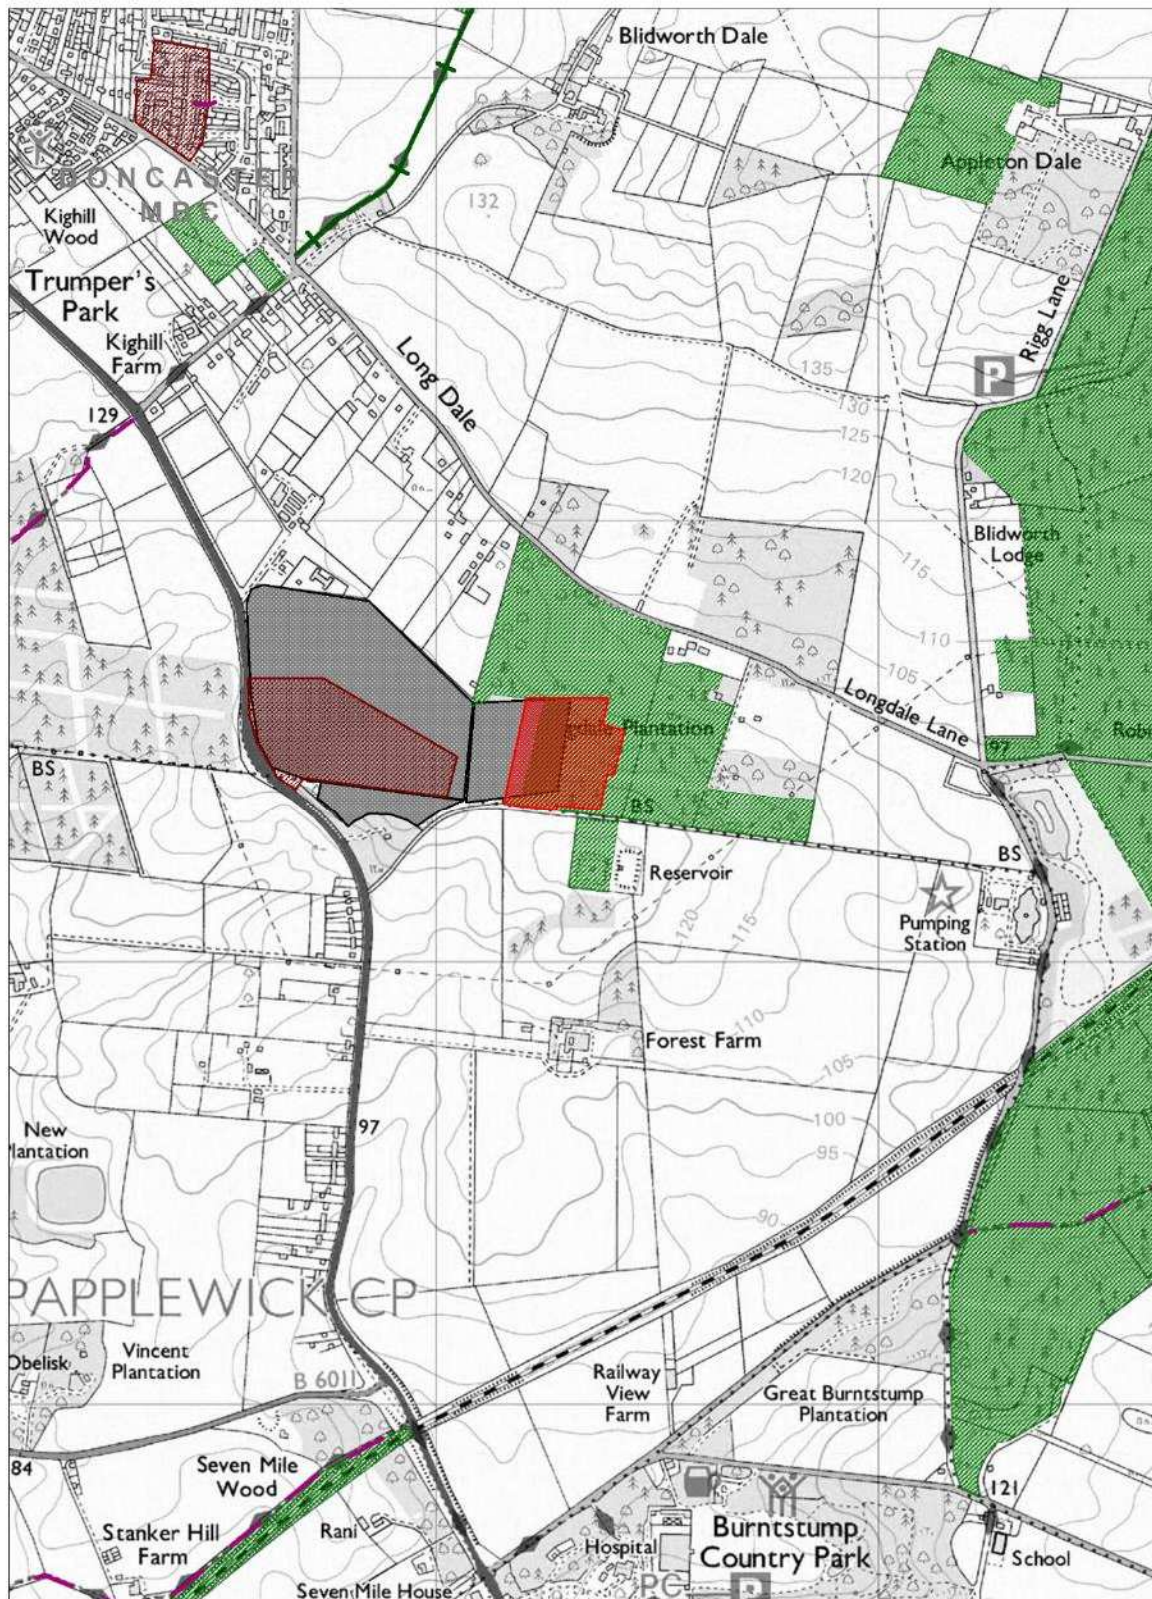 Blidworth Dale
Appleton Dale
DONCASTER
MBC
Kighill
Wood
132
Trumper's
Park
Kighill
Farm
Rigg Lane
P
Long Dale
135
130
129
125
120
Blidworth
Lodge
115
110
105
Longdale Lane
gdale Plantation
97
Robi
BS
BS
BS
Reservoir
120
115
Pumping
Station
110
Forest Farm
105
100
97
95
New
Plantation
90
PAPPLEWICK CP
Obelisk
Vincent
Plantation
B 6011
Railway
View
Farm
Great Burntstump
Plantation
84
Seven Mile
Wood
121
Stanker Hill
Farm
Rani
Hospital
Burntstump
Country Park
School
Seven Mile House
PC
P